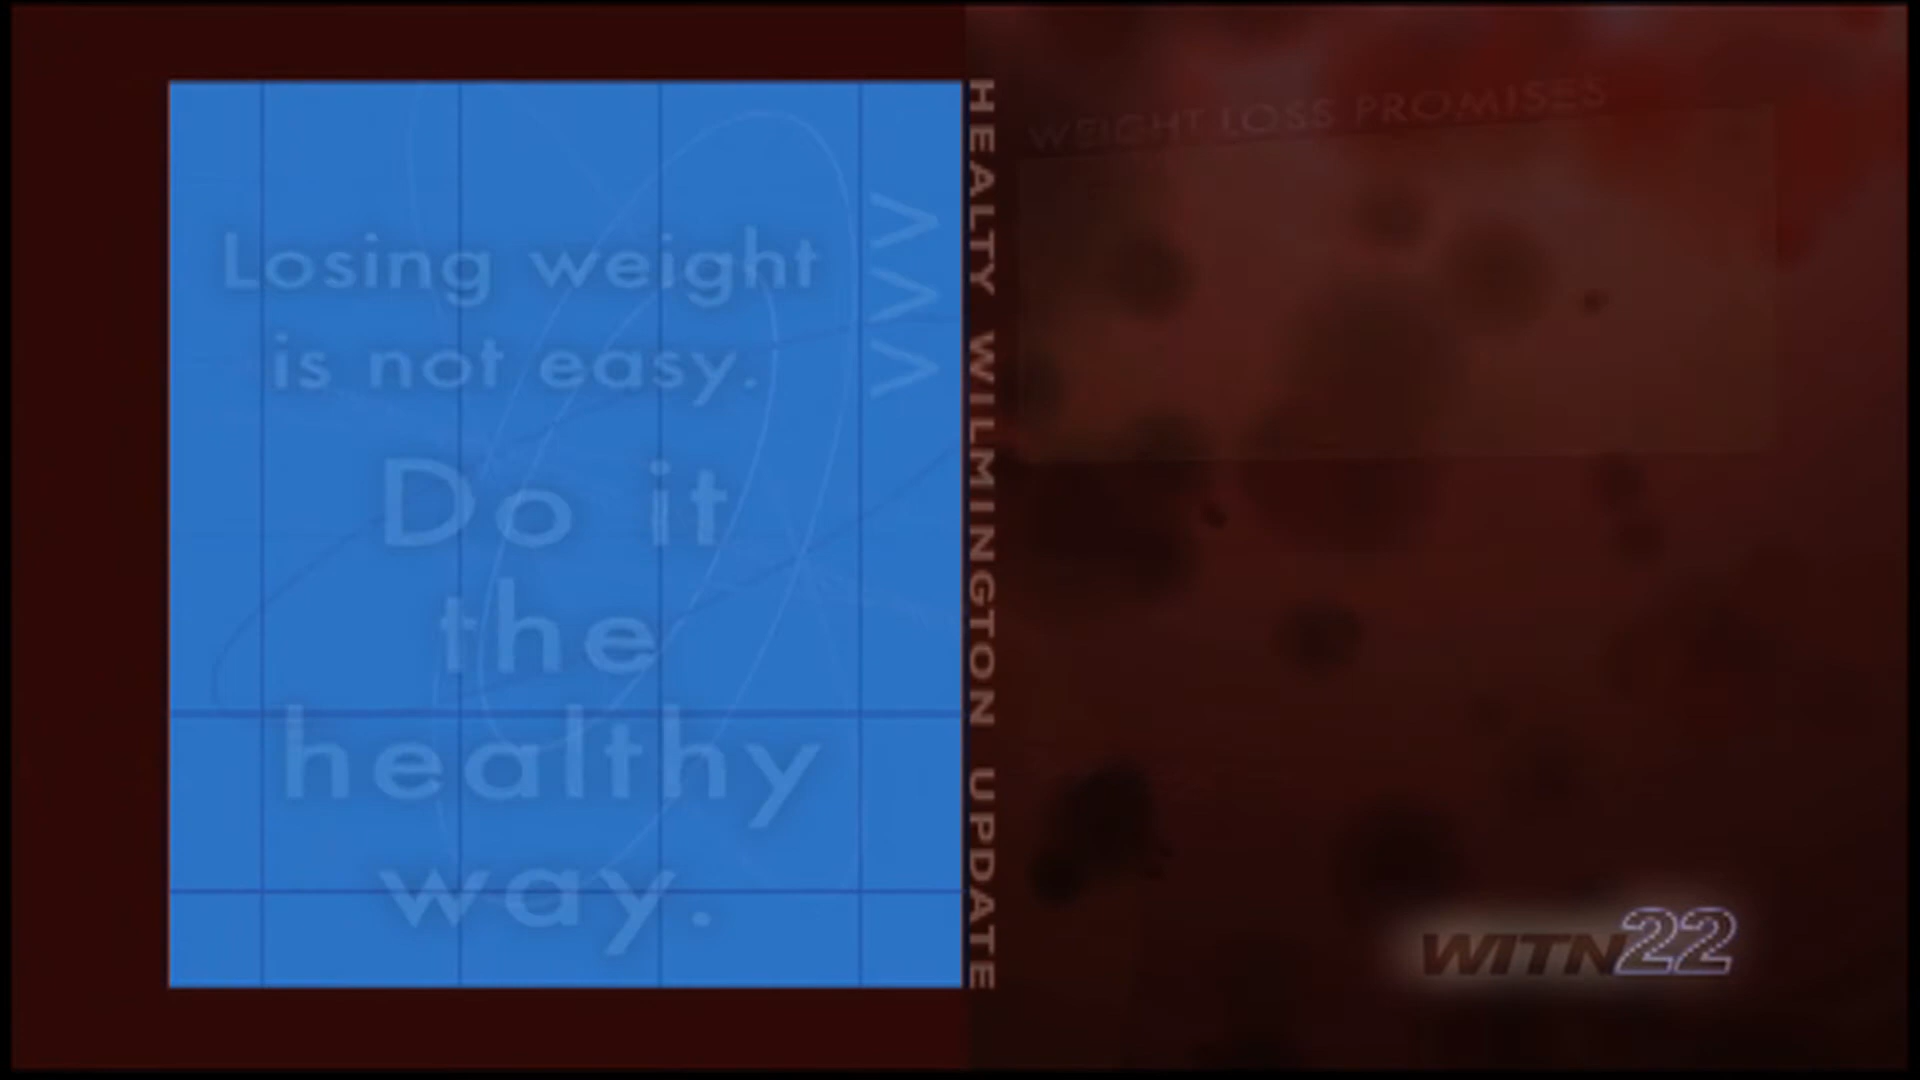 Losing weight
is not easy.
Do it
the
healthy
way.
>>>
HEALTY WILMINGTON UPDATE
WEIGHT LOSS PROMISES
WITN22